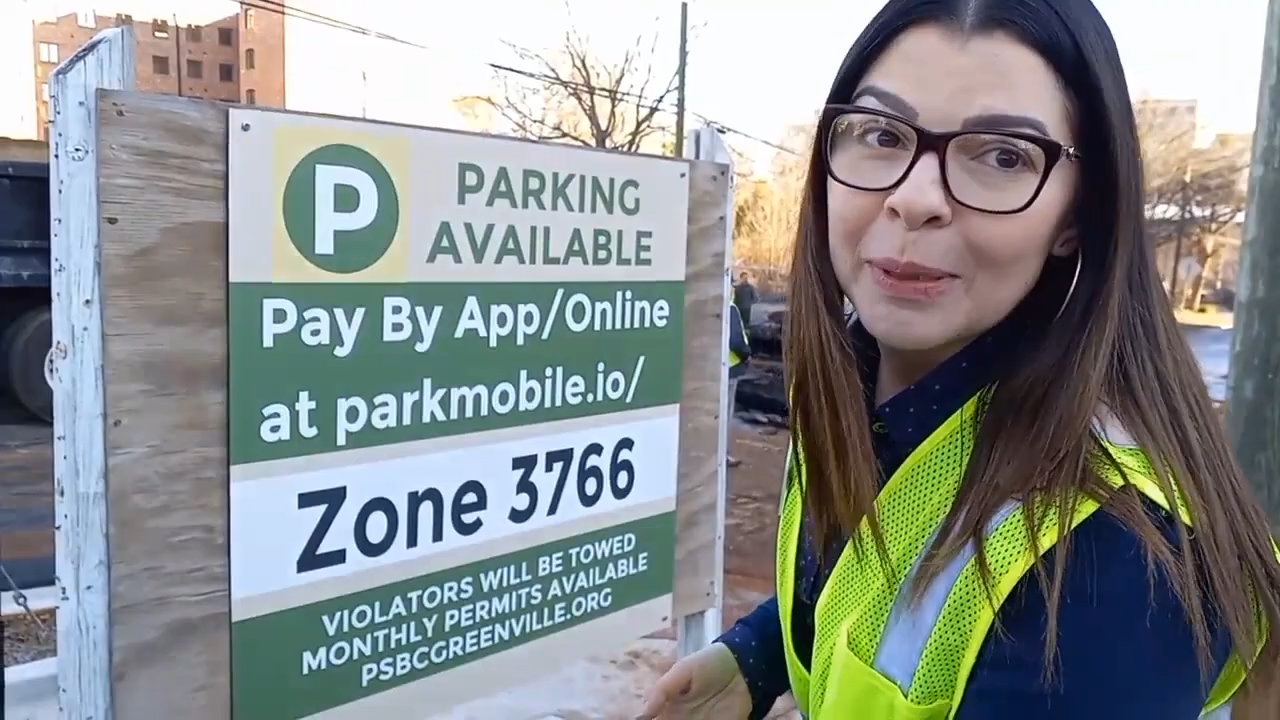 P
PARKING
AVAILABLE
Pay By App/Online
at parkmobile.io/
Zone 3766
VIOLATORS WILL BE TOWED
MONTHLY PERMITS AVAILABLE
PSBCGREENVILLE.ORG